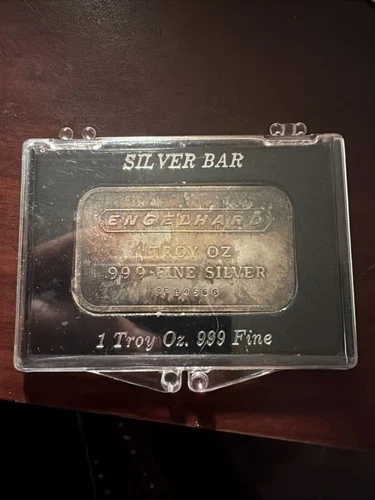 SILVER BAR
ENGELHARD
1 TROY OZ
999+ FINE SILVER
1 Troy Oz. 999 Fine